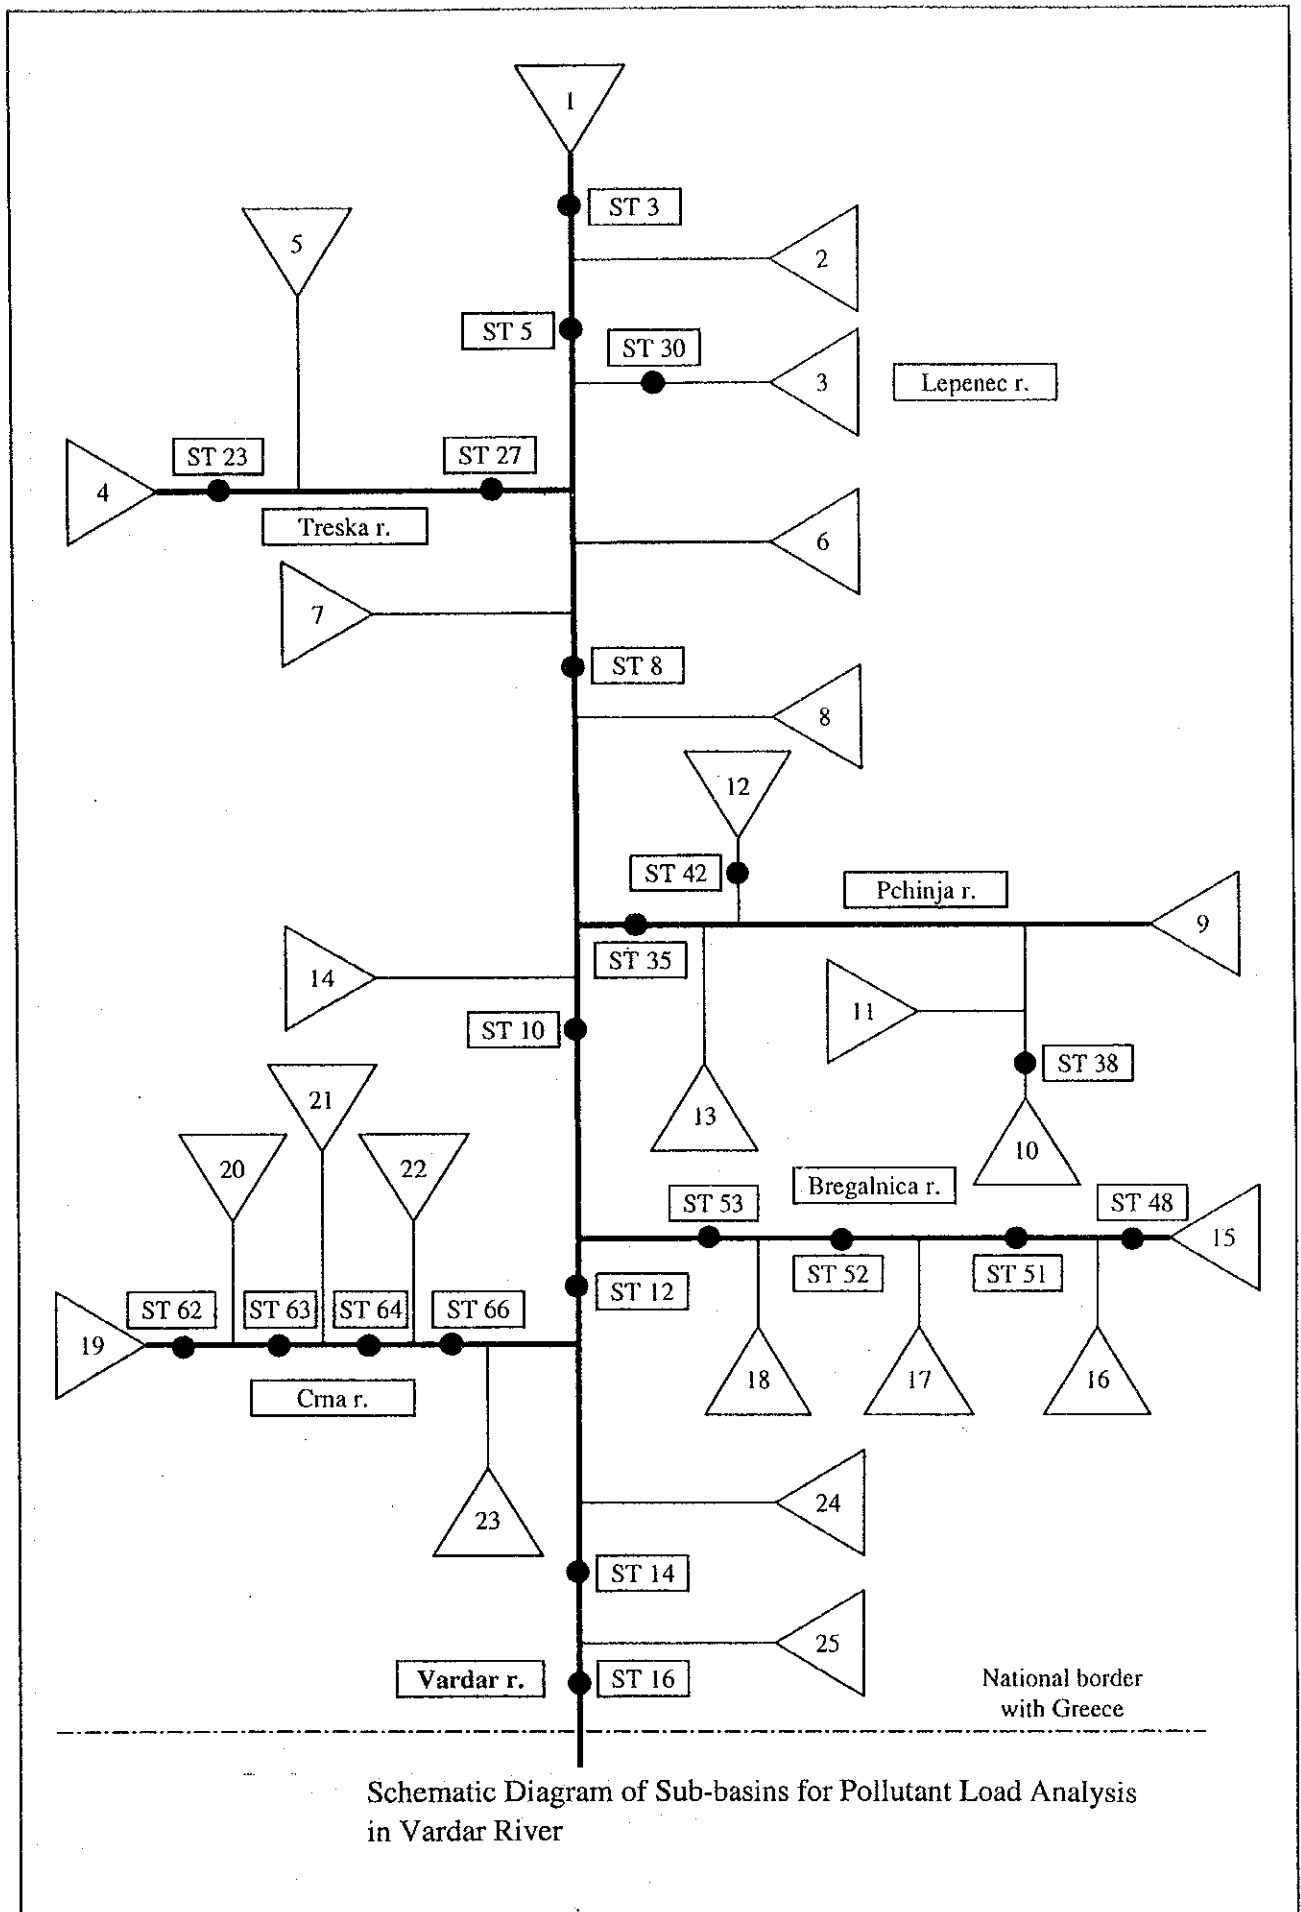 1
ST 3
5
2
ST 5
ST 30
3
Lepenec r.
ST 23
ST 27
4
Treska r.
6
7
ST 8
8
12
ST 42
Pchinja r.
9
ST 35
14
11
ST 10
ST 38
21
13
10
20
22
Bregalnica r.
ST 53
ST 48
15
ST 52
ST 51
ST 12
ST 62
ST 63
ST 64
ST 66
19
18
17
16
Crna r.
24
23
ST 14
25
Vardar r.
ST 16
National border
with Greece
Schematic Diagram of Sub-basins for Pollutant Load Analysis
in Vardar River